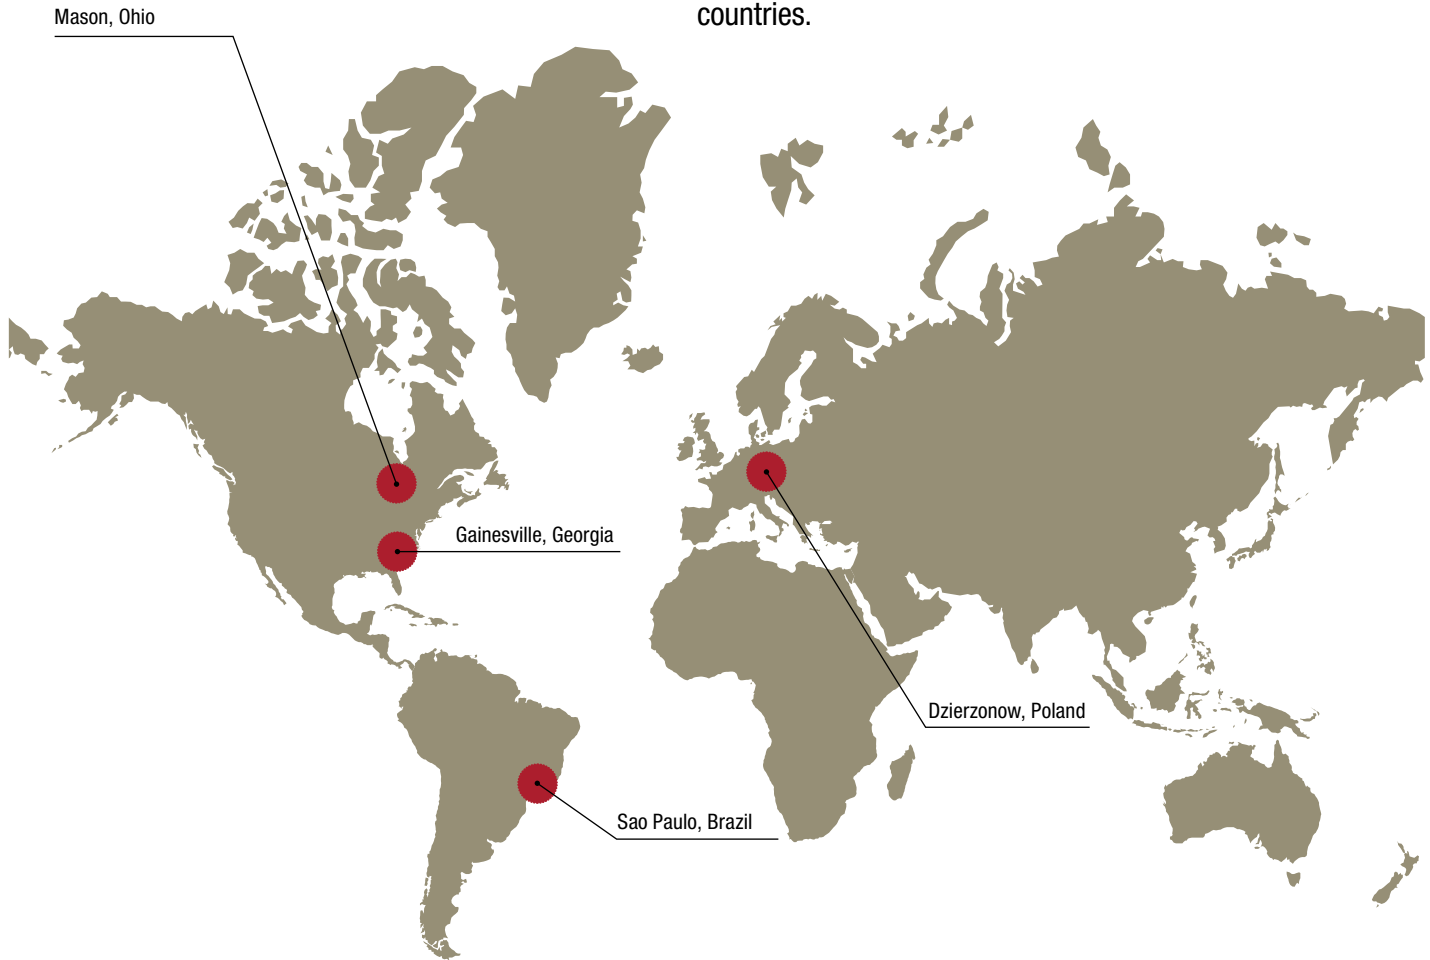 countries.
Mason, Ohio
Gainesville, Georgia
Dzierzonow, Poland
Sao Paulo, Brazil